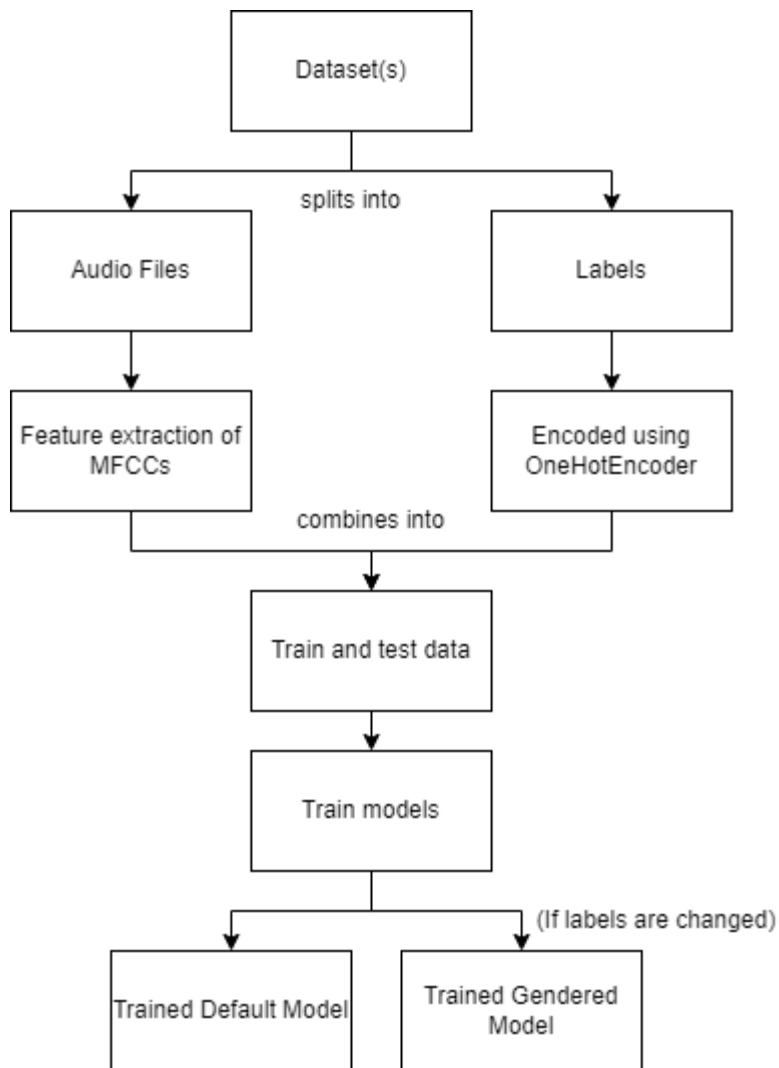 Dataset(s)
splits into
Audio Files
Labels
Feature extraction of
MFCCs
Encoded using
OneHotEncoder
combines into
Train and test data
Train models
(If labels are changed)
Trained Default Model
Trained Gendered
Model